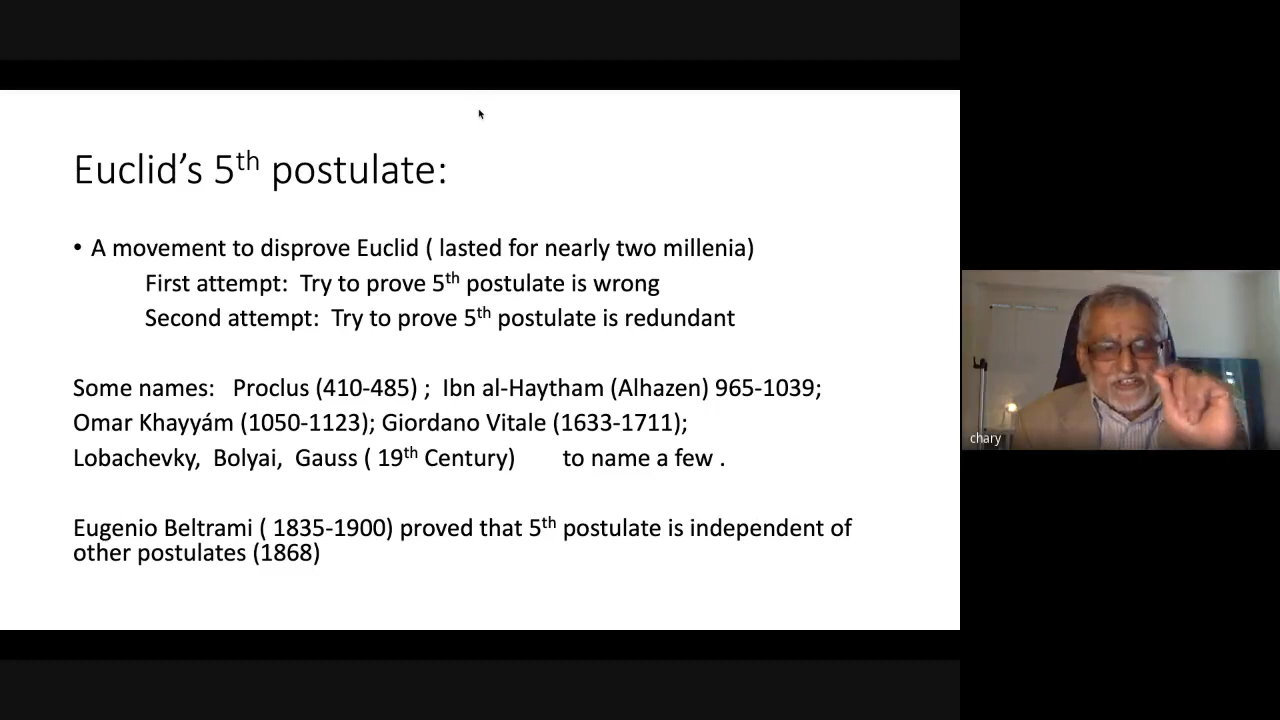 Euclid’s 5th postulate:
• A movement to disprove Euclid ( lasted for nearly two millenia)
First attempt: Try to prove 5th postulate is wrong
Second attempt: Try to prove 5th postulate is redundant
Some names: Proclus (410-485) ; Ibn al-Haytham (Alhazen) 965-1039;
Omar Khayyám (1050-1123); Giordano Vitale (1633-1711);
Lobachevky, Bolyai, Gauss ( 19th Century) to name a few .
Eugenio Beltrami ( 1835-1900) proved that 5th postulate is independent of
other postulates (1868)
chary